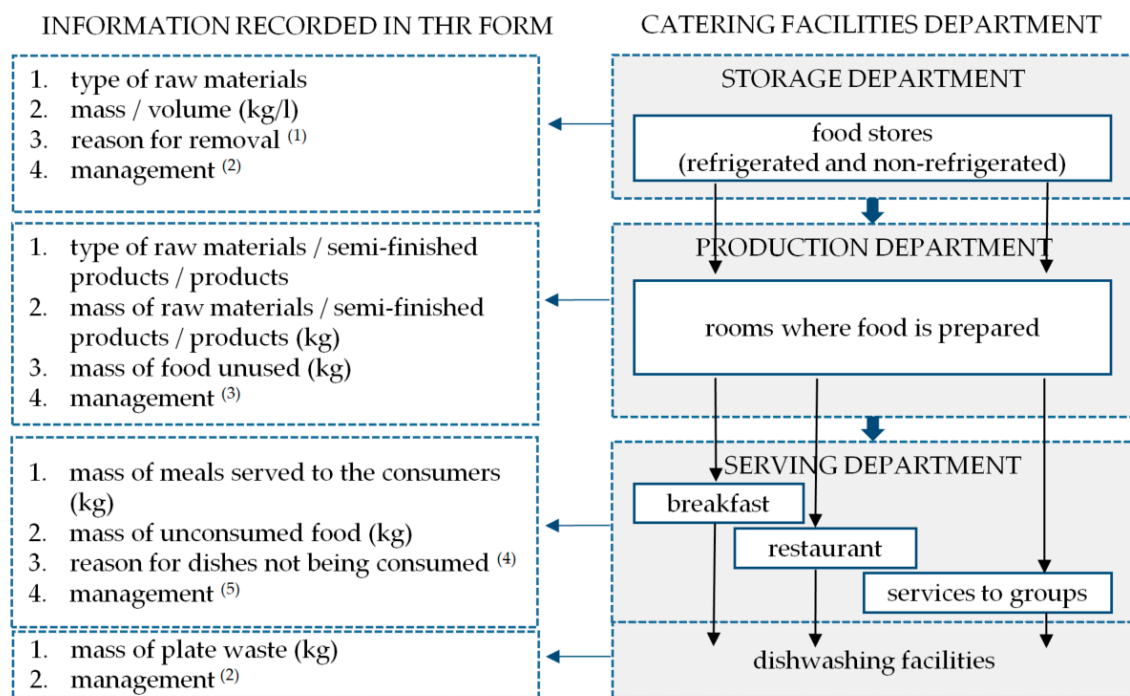 INFORMATION RECORDED IN THR FORM
1. type of raw materials
2. mass / volume (kg/l)
3. reason for removal (1)
4. management (2)
1. type of raw materials / semi-finished
products / products
2. mass of raw materials / semi-finished
products / products (kg)
3. mass of food unused (kg)
4. management (3)
1. mass of meals served to the consumers
(kg)
2. mass of unconsumed food (kg)
3. reason for dishes not being consumed (4)
4. management (5)
1. mass of plate waste (kg)
2. management (2)
CATERING FACILITIES DEPARTMENT
STORAGE DEPARTMENT
food stores
(refrigerated and non-refrigerated)
PRODUCTION DEPARTMENT
rooms where food is prepared
SERVING DEPARTMENT
breakfast
restaurant
services to groups
dishwashing facilities